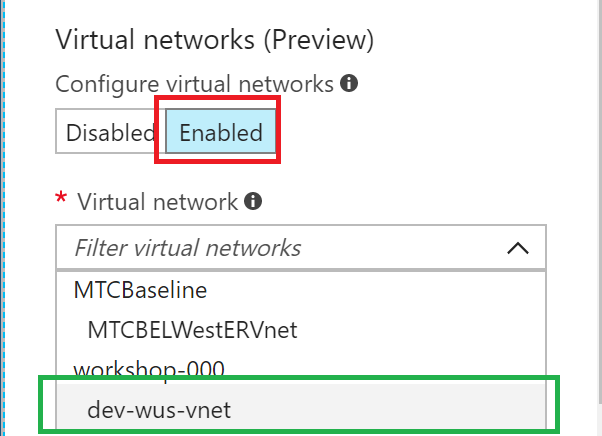 Virtual networks (Preview)
Configure virtual networks
Disabled Enabled
* Virtual network
Filter virtual networks
MTCBaseline
MTCBELWestERVnet
workshop-000
dev-wus-vnet